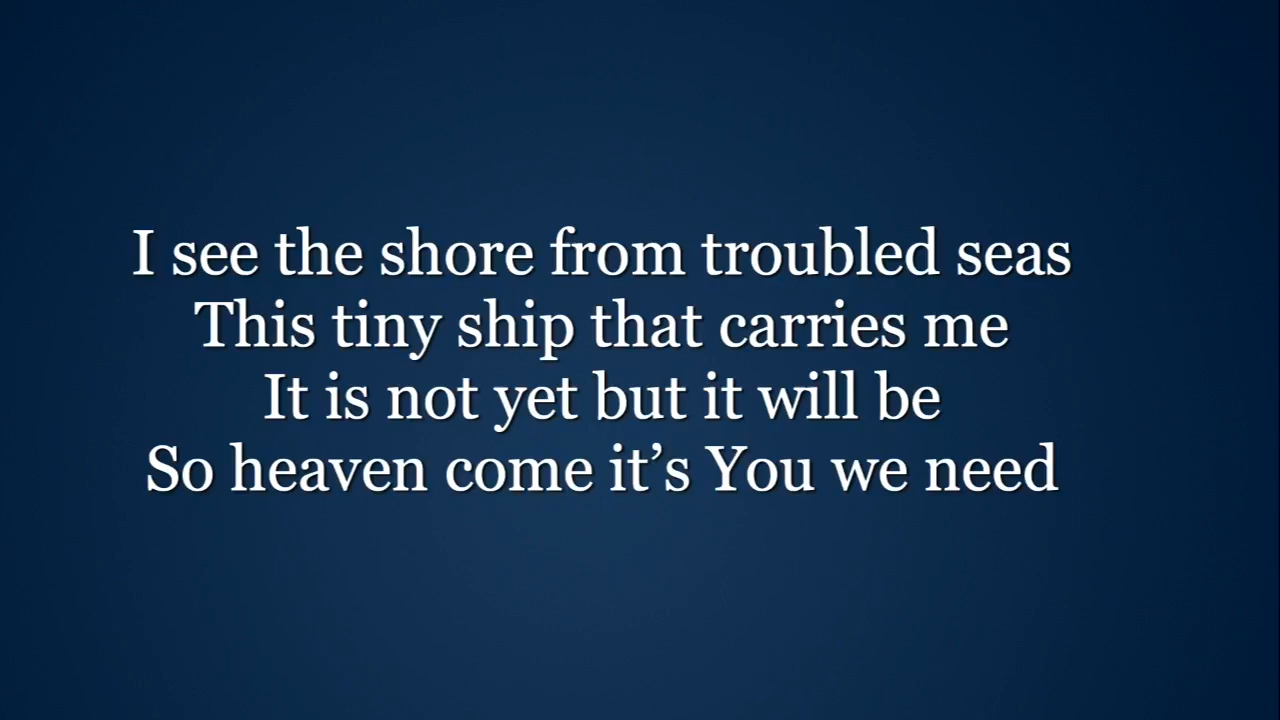 I see the shore from troubled seas
This tiny ship that carries me
It is not yet but it will be
So heaven come it’s You we need